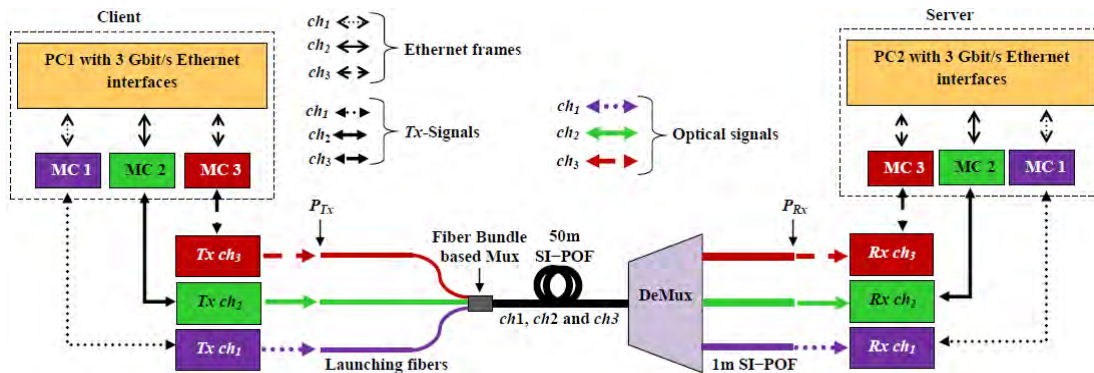 Client
PC1 with 3 Gbit/s Ethernet
interfaces
MC 1
MC 2
MC 3
ch1
ch2
ch3
Ethernet frames
ch1
ch2
ch3
Tx-Signals
ch1
ch2
ch3
Optical signals
Server
PC2 with 3 Gbit/s Ethernet
interfaces
MC 3
MC 2
MC 1
PTx
Fiber Bundle
based Mux
50m
SI−POF
PRx
Tx ch3
Tx ch2
Tx ch1
Launching fibers
ch1, ch2 and ch3
DeMux
1m SI−POF
Rx ch3
Rx ch2
Rx ch1